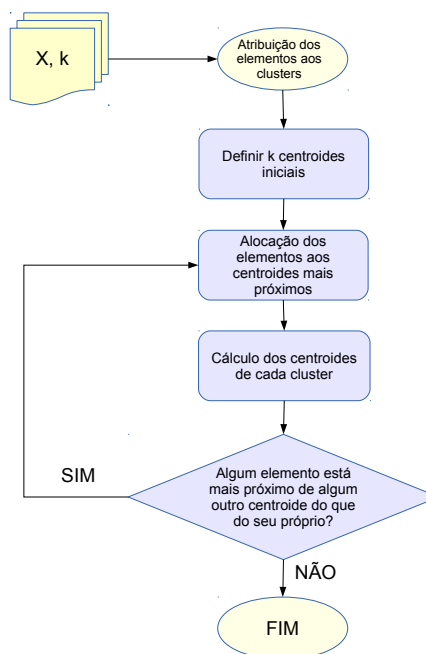 X, k
Atribuição dos
elementos aos
clusters
Definir k centroides
iniciais
Alocação dos
elementos aos
centroides mais
próximos
Cálculo dos centroides
de cada cluster
SIM
Algum elemento está
mais próximo de algum
outro centroide do que
do seu próprio?
NÃO
FIM